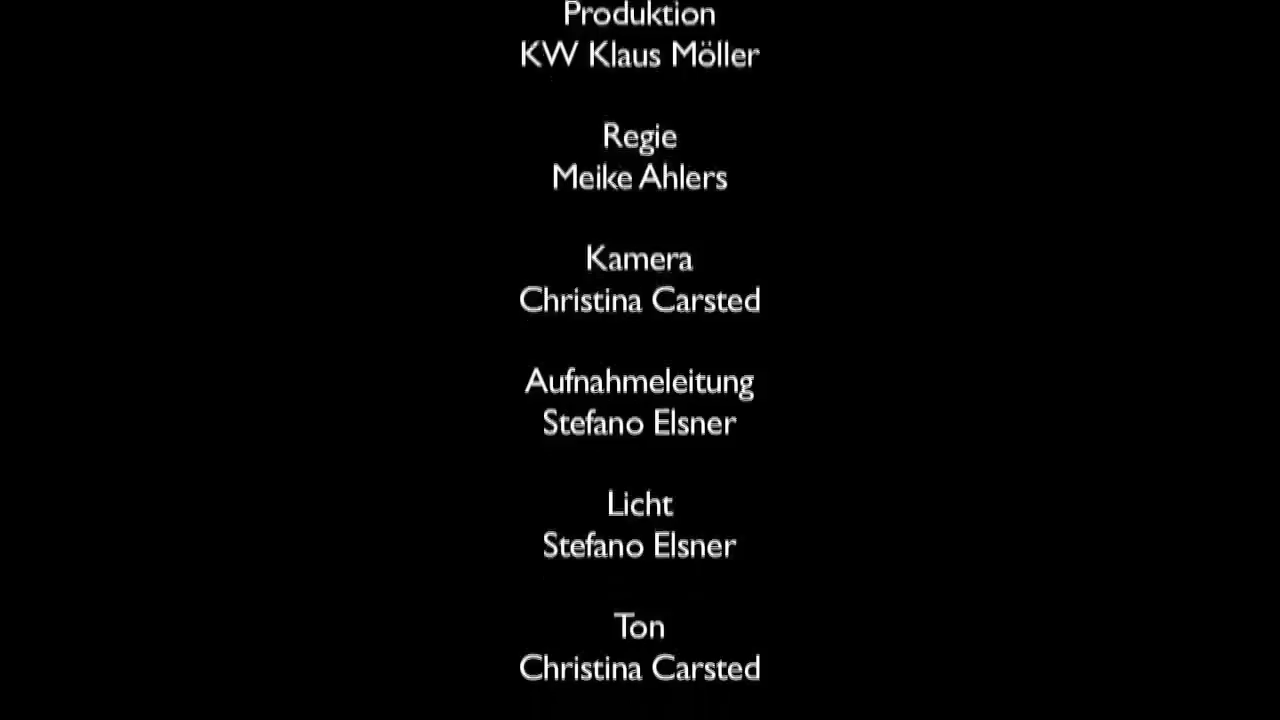 Produktion
KW Klaus Möller
Regie
Meike Ahlers
Kamera
Christina Carsted
Aufnahmeleitung
Stefano Elsner
Licht
Stefano Elsner
Ton
Christina Carsted